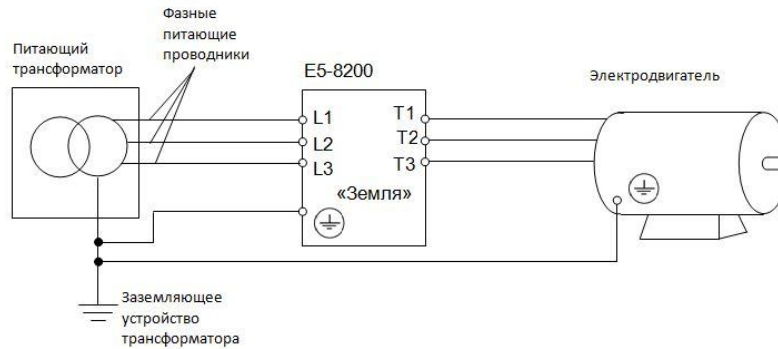 Фазные
питающие
проводники
Питающий
трансформатор
E5-8200
Электродвигатель
L1
T1
L2
T2
L3
T3
«Земля»
Заземляющее
устройство
трансформатора